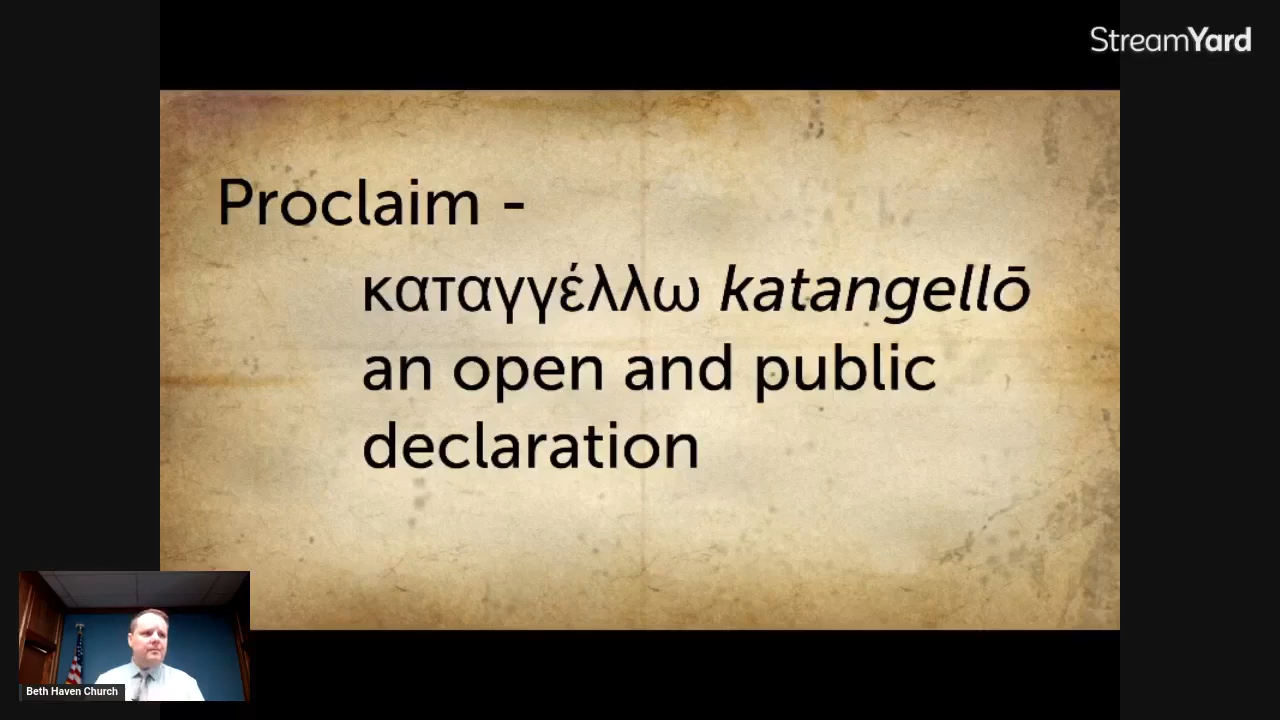 StreamYard
Proclaim -
καταγγέλλω katangellō
an open and public
declaration
Beth Haven Church